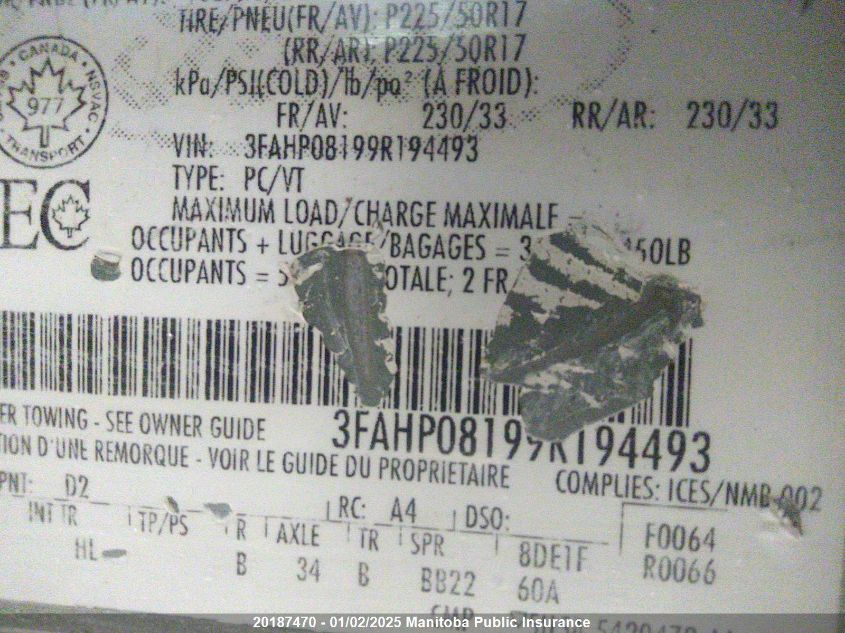 TIRE/PNEU(FR/AV): P225/50R17
(RR/AR): P225/50R17
kPa/PSI(COLD)/lb/po² (A FROID):
FR/AV: 230/33 RR/AR: 230/33
CANADA
NSVAC
977
TRANSPORT
VIN: 3FAHP08199R194493
TYPE: PC/VT
EC
MAXIMUM LOAD/CHARGE MAXIMALE
OCCUPANTS + LUGGAGE/BAGAGES = 3 LB
OCCUPANTS = 5 OTALE; 2 FR
ER TOWING - SEE OWNER GUIDE
3FAHP08199R194493
TION D'UNE REMORQUE - VOIR LE GUIDE DU PROPRIETAIRE
COMPLIES: ICES/NMB-002
PNT: D2 RC: A4 DSO:
INT TR TP/PS R AXLE TR SPR 8DE1F F0064
HL B 34 B BB22 60A R0066
20187470 - 01/02/2025 Manitoba Public Insurance